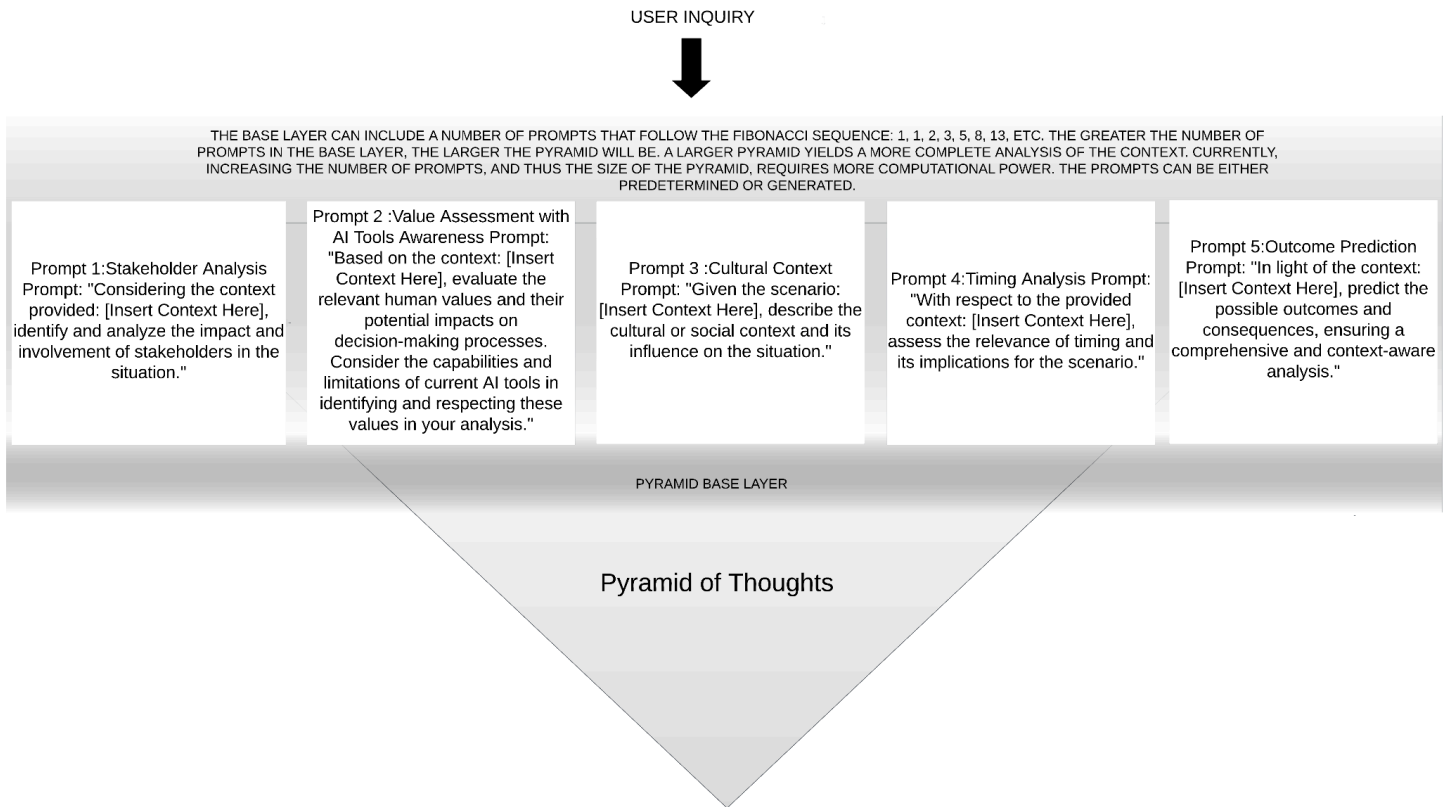 USER INQUIRY
THE BASE LAYER CAN INCLUDE A NUMBER OF PROMPTS THAT FOLLOW THE FIBONACCI SEQUENCE: 1, 1, 2, 3, 5, 8, 13, ETC. THE GREATER THE NUMBER OF
PROMPTS IN THE BASE LAYER, THE LARGER THE PYRAMID WILL BE. A LARGER PYRAMID YIELDS A MORE COMPLETE ANALYSIS OF THE CONTEXT. CURRENTLY,
INCREASING THE NUMBER OF PROMPTS, AND THUS THE SIZE OF THE PYRAMID, REQUIRES MORE COMPUTATIONAL POWER. THE PROMPTS CAN BE EITHER
PREDETERMINED OR GENERATED.
Prompt 1:Stakeholder Analysis
Prompt: "Considering the context
provided: [Insert Context Here],
identify and analyze the impact and
involvement of stakeholders in the
situation."
Prompt 2 :Value Assessment with
AI Tools Awareness Prompt:
"Based on the context: [Insert
Context Here], evaluate the
relevant human values and their
potential impacts on
decision-making processes.
Consider the capabilities and
limitations of current AI tools in
identifying and respecting these
values in your analysis."
Prompt 3 :Cultural Context
Prompt: "Given the scenario:
[Insert Context Here], describe the
cultural or social context and its
influence on the situation."
Prompt 4:Timing Analysis Prompt:
"With respect to the provided
context: [Insert Context Here],
assess the relevance of timing and
its implications for the scenario."
Prompt 5:Outcome Prediction
Prompt: "In light of the context:
[Insert Context Here], predict the
possible outcomes and
consequences, ensuring a
comprehensive and context-aware
analysis."
PYRAMID BASE LAYER
Pyramid of Thoughts